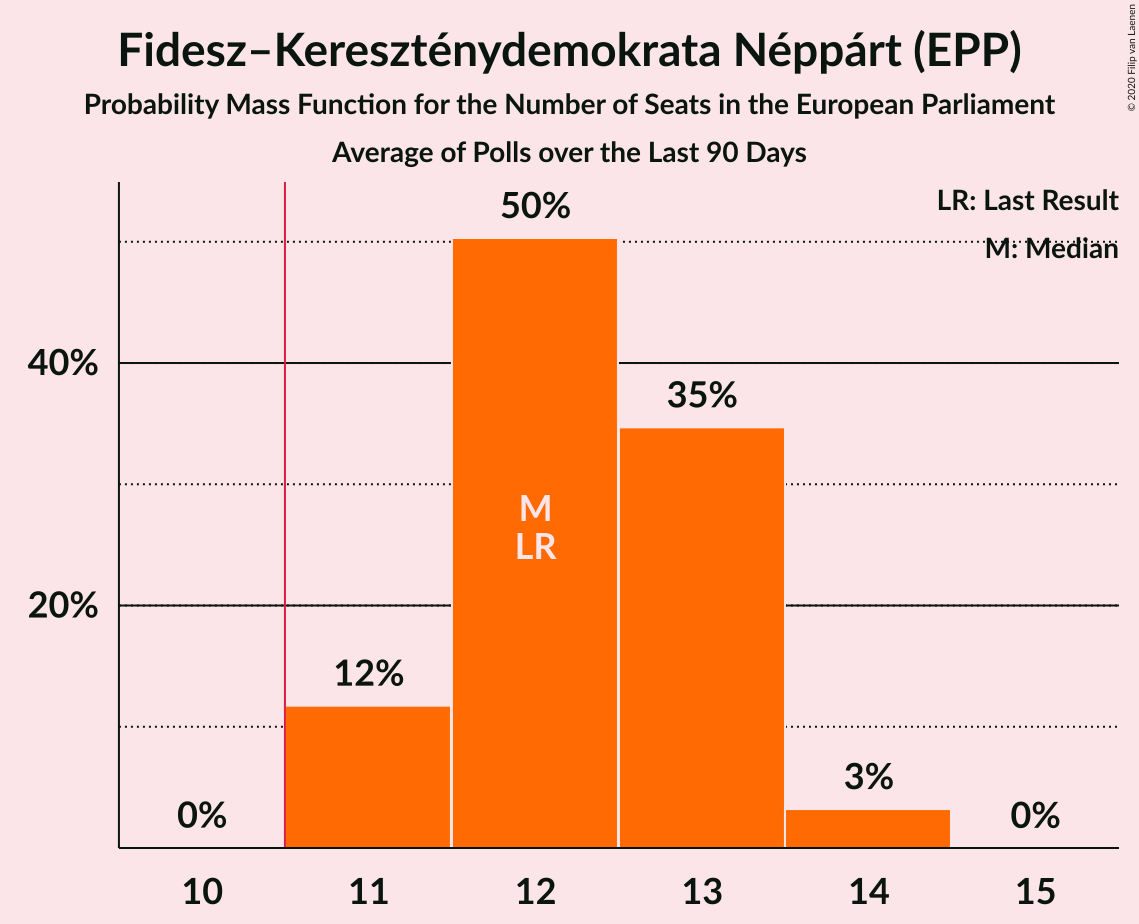 Fidesz–Kereszténydemokrata Néppárt (EPP)
Probability Mass Function for the Number of Seats in the European Parliament
Average of Polls over the Last 90 Days
© 2020 Filip van Laenen
LR: Last Result
M: Median
50%
40%
35%
M
LR
20%
12%
3%
0%
0%
10 11 12 13 14 15